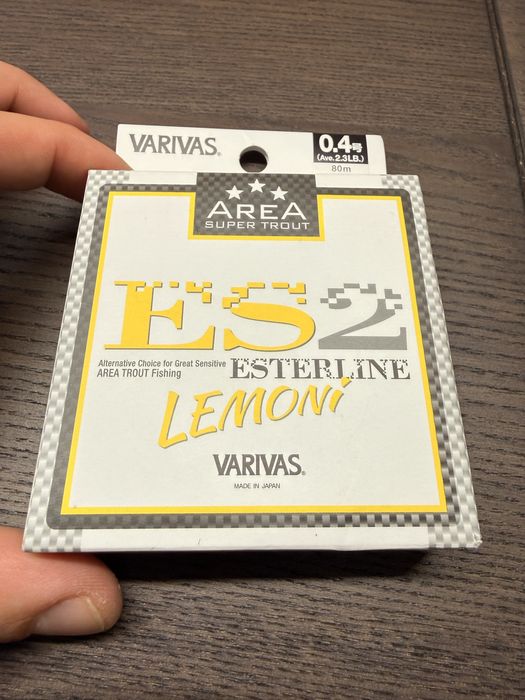 VARIVAS®
0.4号
(Ave.2.3LB.)
80m
AREA
SUPER TROUT
ES2
Alternative Choice for Great Sensitive
AREA TROUT Fishing
ESTERLINE
LEMONi
VARIVAS®
MADE IN JAPAN